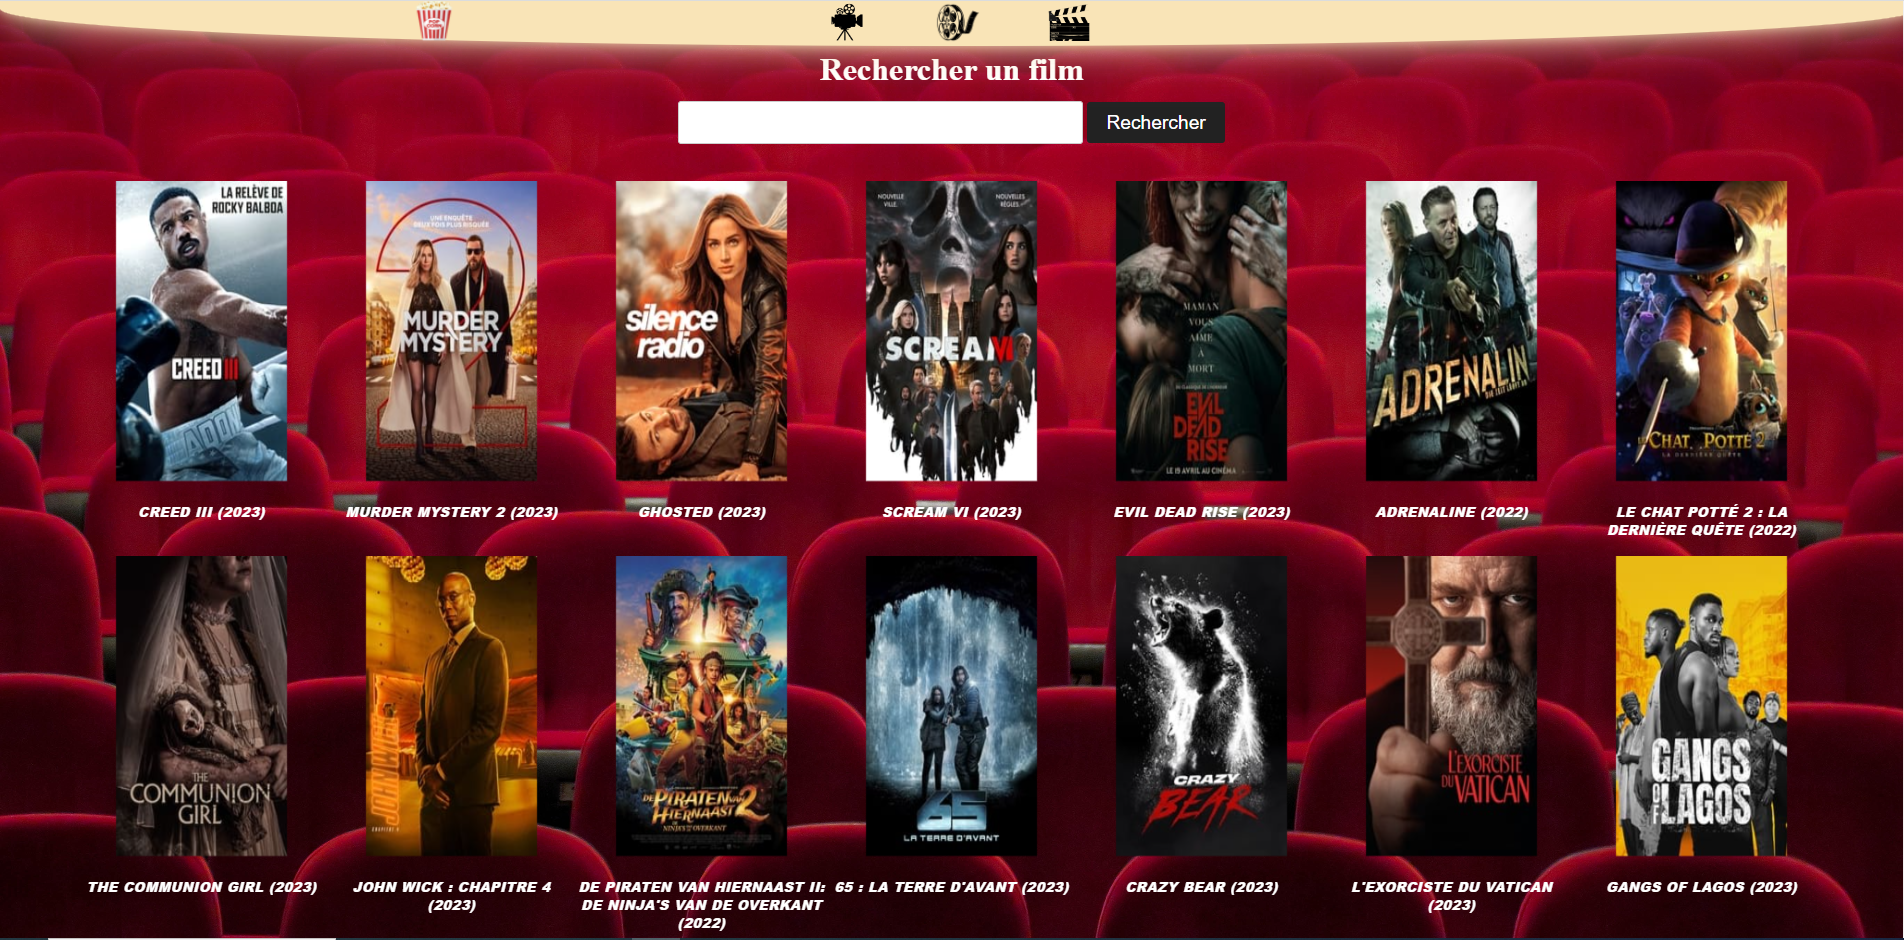 POP
CORN
Rechercher un film
Rechercher
LA RELÈVE DE
ROCKY BALBOA
CREED III
UNE ENQUÊTE
DEUX FOIS PLUS RISQUÉE
MURDER
MYSTERY
2
silence
radio
NOUVELLE
VILLE.
NOUVELLES
RÈGLES.
SCREAM VI
MAMAN
VOUS
AIME
À
MORT
EVIL
DEAD
RISE
LE 19 AVRIL AU CINÉMA
ADRENALIN
DIE ZEIT LÄUFT AB
LE CHAT POTTÉ 2
LA DERNIÈRE QUÊTE
CREED III (2023)
MURDER MYSTERY 2 (2023)
GHOSTED (2023)
SCREAM VI (2023)
EVIL DEAD RISE (2023)
ADRENALINE (2022)
LE CHAT POTTÉ 2 : LA
DERNIÈRE QUÊTE (2022)
THE
COMMUNION
GIRL
JOHN WICK
CHAPITRE 4
DE PIRATEN VAN
HIERNAAST 2
DE NINJA'S VAN DE OVERKANT
65
LA TERRE D'AVANT
CRAZY
BEAR
L'EXORCISTE
DU VATICAN
GANGS
OF LAGOS
THE COMMUNION GIRL (2023)
JOHN WICK : CHAPITRE 4
(2023)
DE PIRATEN VAN HIERNAAST II:
DE NINJA'S VAN DE OVERKANT
(2022)
65 : LA TERRE D'AVANT (2023)
CRAZY BEAR (2023)
L'EXORCISTE DU VATICAN
(2023)
GANGS OF LAGOS (2023)